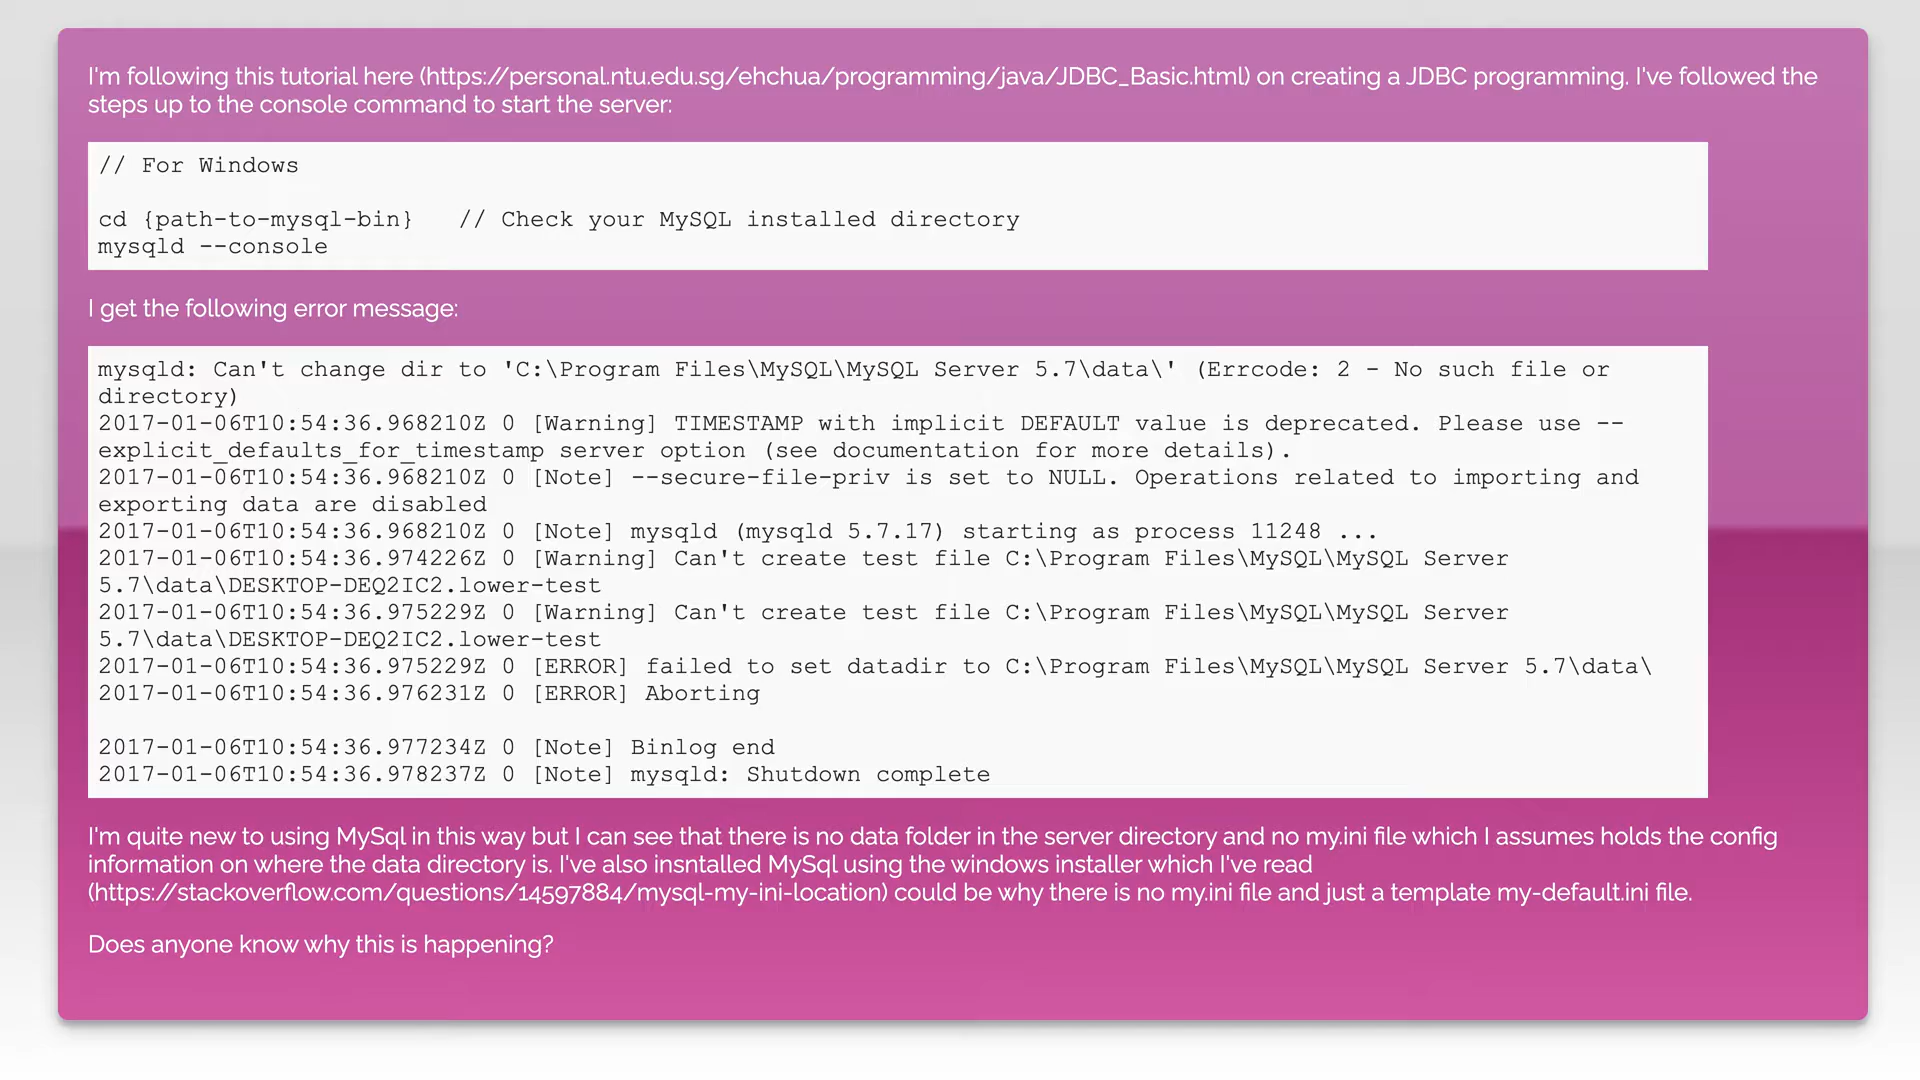 I'm following this tutorial here (https://personal.ntu.edu.sg/ehchua/programming/java/JDBC_Basic.html) on creating a JDBC programming. I've followed the
steps up to the console command to start the server:
// For Windows
cd {path-to-mysql-bin}   // Check your MySQL installed directory
mysqld --console
I get the following error message:
mysqld: Can't change dir to 'C:\Program Files\MySQL\MySQL Server 5.7\data\' (Errcode: 2 - No such file or
directory)
2017-01-06T10:54:36.968210Z 0 [Warning] TIMESTAMP with implicit DEFAULT value is deprecated. Please use --
explicit_defaults_for_timestamp server option (see documentation for more details).
2017-01-06T10:54:36.968210Z 0 [Note] --secure-file-priv is set to NULL. Operations related to importing and
exporting data are disabled
2017-01-06T10:54:36.968210Z 0 [Note] mysqld (mysqld 5.7.17) starting as process 11248 ...
2017-01-06T10:54:36.974226Z 0 [Warning] Can't create test file C:\Program Files\MySQL\MySQL Server
5.7\data\DESKTOP-DEQ2IC2.lower-test
2017-01-06T10:54:36.975229Z 0 [Warning] Can't create test file C:\Program Files\MySQL\MySQL Server
5.7\data\DESKTOP-DEQ2IC2.lower-test
2017-01-06T10:54:36.975229Z 0 [ERROR] failed to set datadir to C:\Program Files\MySQL\MySQL Server 5.7\data\
2017-01-06T10:54:36.976231Z 0 [ERROR] Aborting
2017-01-06T10:54:36.977234Z 0 [Note] Binlog end
2017-01-06T10:54:36.978237Z 0 [Note] mysqld: Shutdown complete
I'm quite new to using MySql in this way but I can see that there is no data folder in the server directory and no my.ini file which I assumes holds the config
information on where the data directory is. I've also insntalled MySql using the windows installer which I've read
(https://stackoverflow.com/questions/14597884/mysql-my-ini-location) could be why there is no my.ini file and just a template my-default.ini file.
Does anyone know why this is happening?